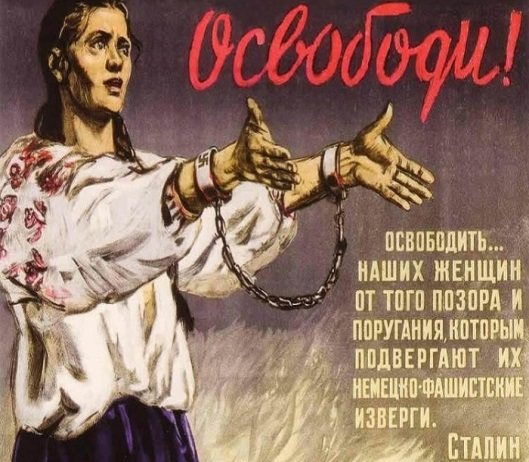 Освободи!
ОСВОБОДИТЬ...
НАШИХ ЖЕНЩИН
ОТ ТОГО ПОЗОРА И
ПОРУГАНИЯ, КОТОРЫМ
ПОДВЕРГАЮТ ИХ
НЕМЕЦКО-ФАШИСТСКИЕ
ИЗВЕРГИ.
СТАЛИН